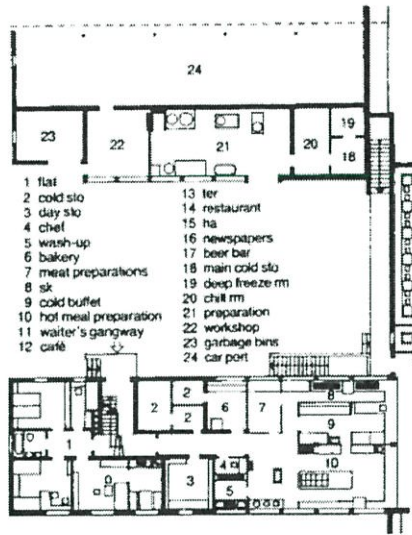 24
19
23
22
21
20
18
1 flat
2 cold sto
3 day sto
4 chef
5 wash-up
6 bakery
7 meat preparations
8 sk
9 cold buffet
10 hot meal preparation
11 waiter's gangway
12 café
13 ter
14 restaurant
15 ha
16 newspapers
17 beer bar
18 main cold sto
19 deep freeze rm
20 chill rm
21 preparation
22 workshop
23 garbage bins
24 car port
2
2
2
6
7
8
9
1
10
4
3
5